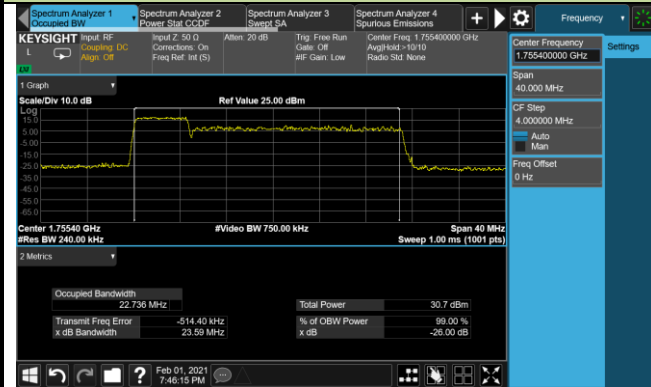 Spectrum Analyzer 1
Occupied BW
Spectrum Analyzer 2
Power Stat CCDF
Spectrum Analyzer 3
Swept SA
Spectrum Analyzer 4
Spurious Emissions
Frequency
KEYSIGHT
L
Input: RF
Coupling: DC
Align: Off
Input Z: 50 Ω
Corrections: On
Freq Ref: Int (S)
Atten: 20 dB
Trig: Free Run
Gate: Off
#IF Gain: Low
Center Freq: 1.755400000 GHz
Avg|Hold:>10/10
Radio Std: None
Center Frequency
1.755400000 GHz
Settings
Span
40.000 MHz
CF Step
4.000000 MHz
Auto
Man
Freq Offset
0 Hz
1 Graph
Scale/Div 10.0 dB
Ref Value 25.00 dBm
Log
15.0
5.00
-5.00
-15.0
-25.0
-35.0
-45.0
-55.0
-65.0
Center 1.75540 GHz
#Video BW 750.00 kHz
Span 40 MHz
#Res BW 240.00 kHz
Sweep 1.00 ms (1001 pts)
2 Metrics
Occupied Bandwidth
22.736 MHz
Total Power
30.7 dBm
Transmit Freq Error
-514.40 kHz
% of OBW Power
99.00 %
x dB Bandwidth
23.59 MHz
x dB
-26.00 dB
?
Feb 01, 2021
7:46:15 PM